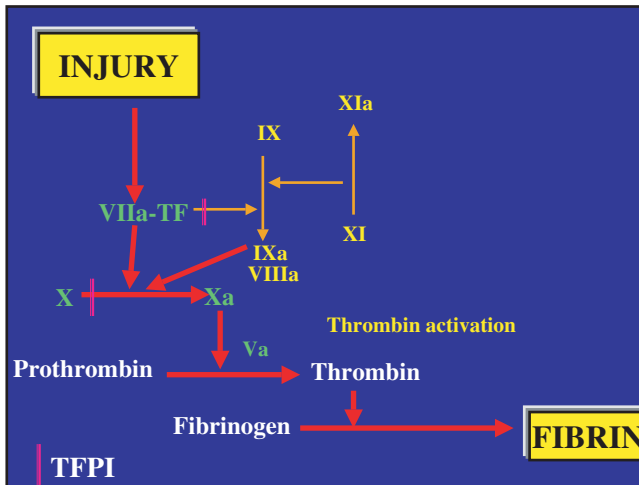 INJURY
XIa
IX
VIIa-TF
XI
IXa
VIIIa
X
Xa
Thrombin activation
Va
Prothrombin
Thrombin
Fibrinogen
FIBRIN
TFPI